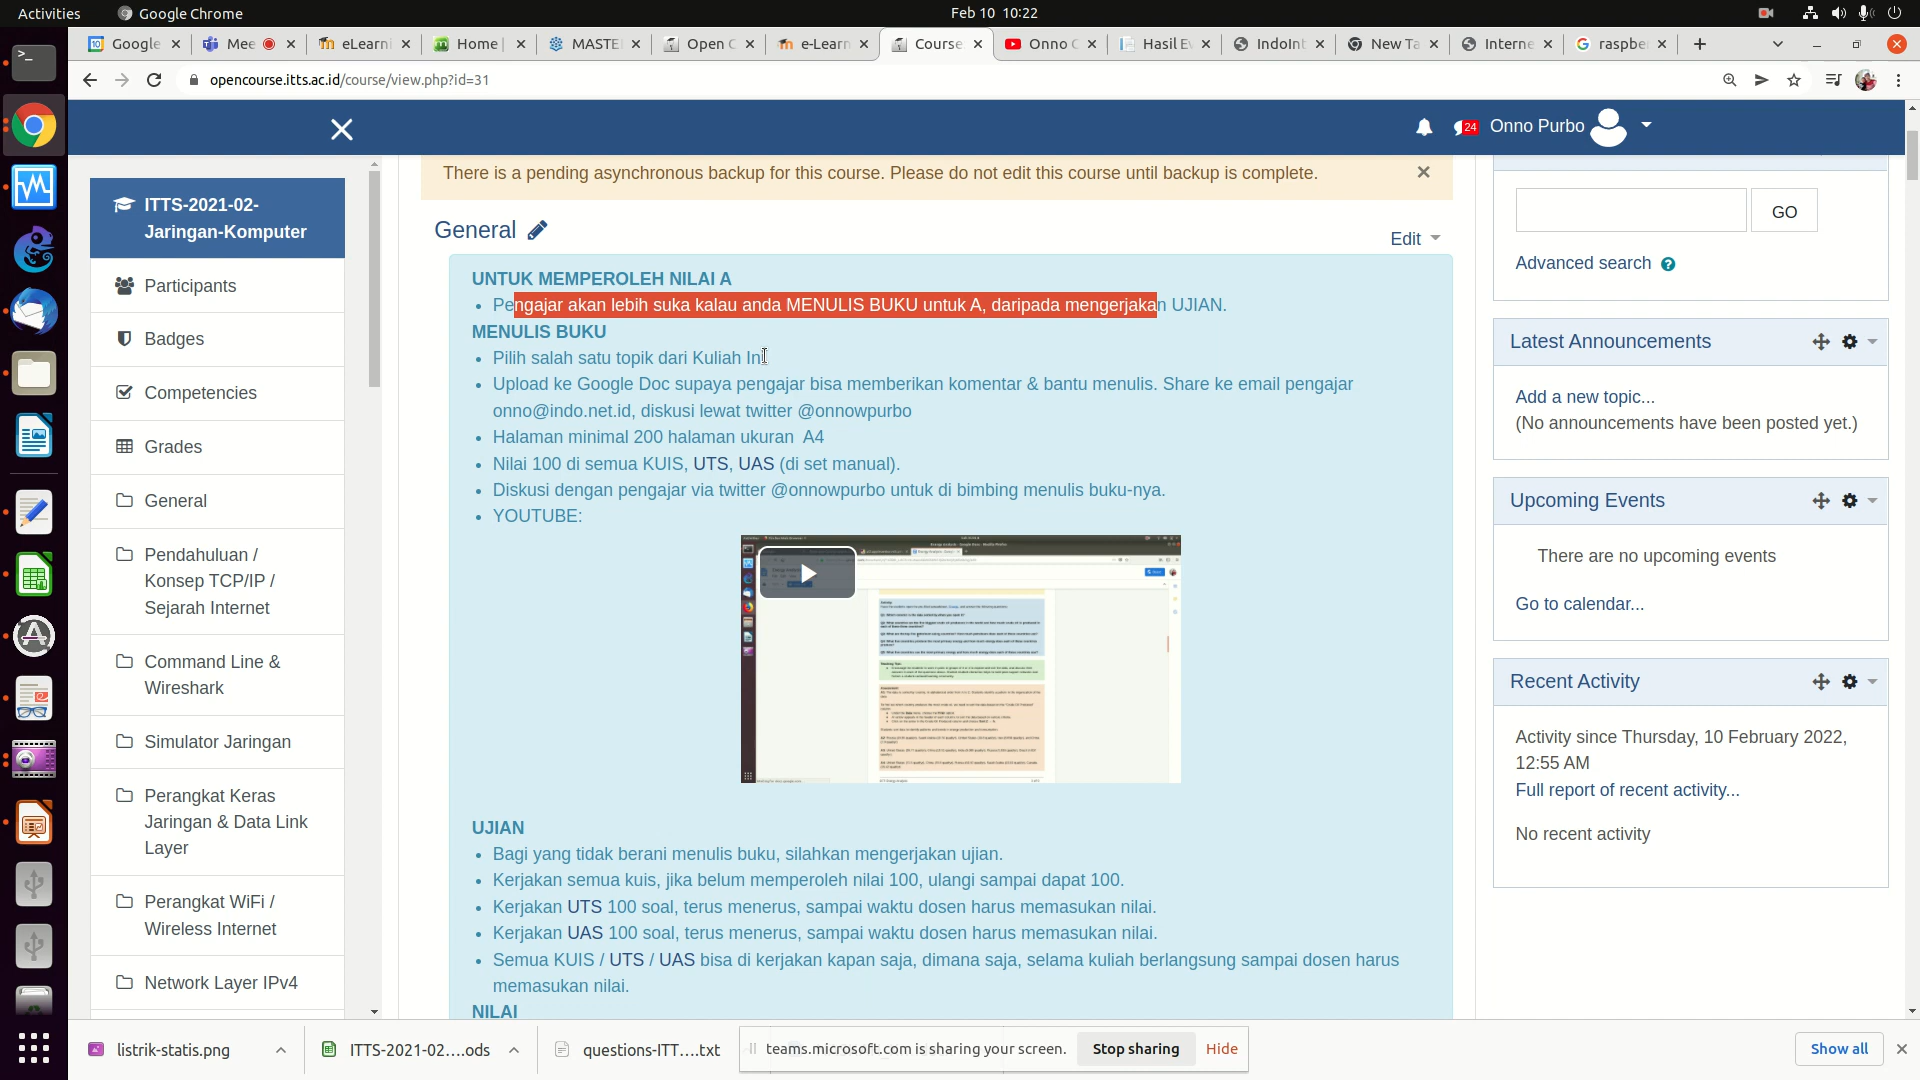 Activities
Google Chrome
Feb 10 10:22
Google
Mee
eLearni
Home
MASTE
Open C
e-Learn
Course
Onno C
Hasil Ev
IndoInt
New Ta
Interne
raspbe
opencourse.itts.ac.id/course/view.php?id=31
24
Onno Purbo
ITTS-2021-02-
Jaringan-Komputer
Participants
Badges
Competencies
Grades
General
Pendahuluan /
Konsep TCP/IP /
Sejarah Internet
Command Line &
Wireshark
Simulator Jaringan
Perangkat Keras
Jaringan & Data Link
Layer
Perangkat WiFi /
Wireless Internet
Network Layer IPv4
There is a pending asynchronous backup for this course. Please do not edit this course until backup is complete.
General
Edit
UNTUK MEMPEROLEH NILAI A
Pengajar akan lebih suka kalau anda MENULIS BUKU untuk A, daripada mengerjakan UJIAN.
MENULIS BUKU
Pilih salah satu topik dari Kuliah Ini
Upload ke Google Doc supaya pengajar bisa memberikan komentar & bantu menulis. Share ke email pengajar
onno@indo.net.id, diskusi lewat twitter @onnowpurbo
Halaman minimal 200 halaman ukuran A4
Nilai 100 di semua KUIS, UTS, UAS (di set manual).
Diskusi dengan pengajar via twitter @onnowpurbo untuk di bimbing menulis buku-nya.
YOUTUBE:
UJIAN
Bagi yang tidak berani menulis buku, silahkan mengerjakan ujian.
Kerjakan semua kuis, jika belum memperoleh nilai 100, ulangi sampai dapat 100.
Kerjakan UTS 100 soal, terus menerus, sampai waktu dosen harus memasukan nilai.
Kerjakan UAS 100 soal, terus menerus, sampai waktu dosen harus memasukan nilai.
Semua KUIS / UTS / UAS bisa di kerjakan kapan saja, dimana saja, selama kuliah berlangsung sampai dosen harus
memasukan nilai.
NILAI
GO
Advanced search
Latest Announcements
Add a new topic...
(No announcements have been posted yet.)
Upcoming Events
There are no upcoming events
Go to calendar...
Recent Activity
Activity since Thursday, 10 February 2022,
12:55 AM
Full report of recent activity...
No recent activity
listrik-statis.png
ITTS-2021-02....ods
questions-ITT....txt
teams.microsoft.com is sharing your screen.
Stop sharing
Hide
Show all